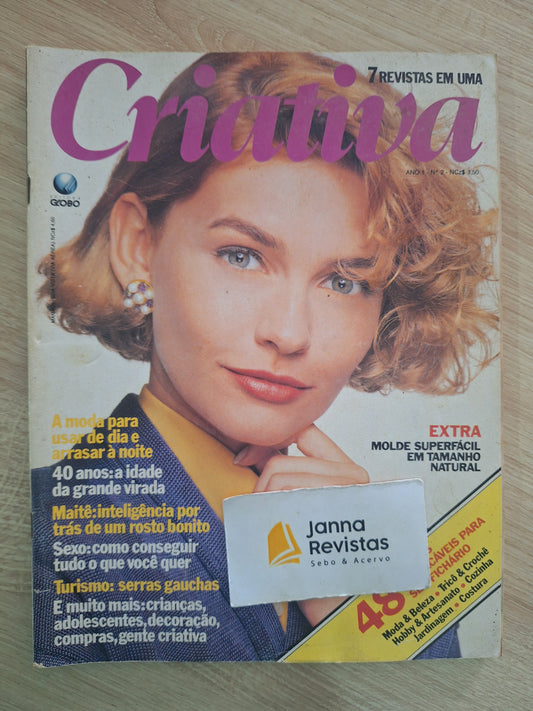 7 REVISTAS EM UMA
Criativa
ANO 1 - Nº 2 - NCz$ 1,50
GLOBO
A moda para
usar de dia e
arrasar à noite
40 anos: a idade
da grande virada
Maitê: inteligência por
trás de um rosto bonito
Sexo: como conseguir
tudo o que você quer
Turismo: serras gaúchas
E muito mais: crianças,
adolescentes, decoração,
compras, gente criativa
EXTRA
MOLDE SUPERFÁCIL
EM TAMANHO
NATURAL
Janna
Revistas
Sebo & Acervo
48
PARA
FICHÁRIO
Moda & Beleza • Tricô & Crochê
Hobby & Artesanato • Cozinha
Jardinagem • Costura